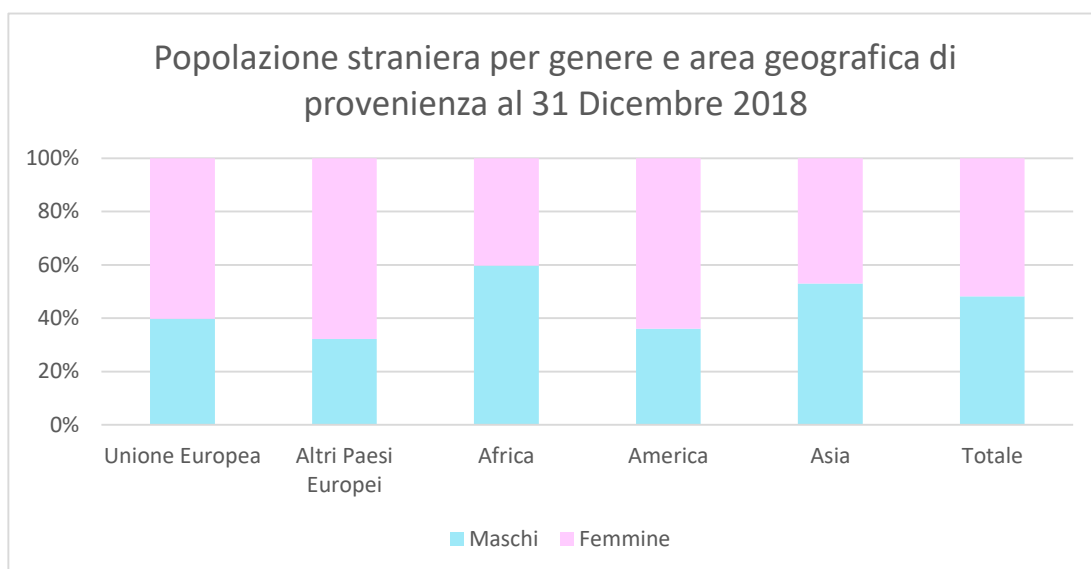 Popolazione straniera per genere e area geografica di
provenienza al 31 Dicembre 2018
100%
80%
60%
40%
20%
0%
Unione Europea
Altri Paesi
Europei
Africa
America
Asia
Totale
Maschi
Femmine